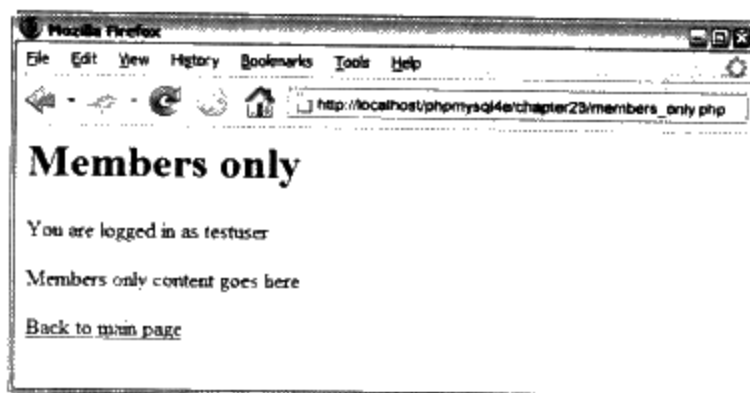 Mozilla Firefox
File Edit View History Bookmarks Tools Help
http://localhost/phpmysql4e/chapter23/members_only.php
Members only
You are logged in as testuser
Members only content goes here
Back to main page